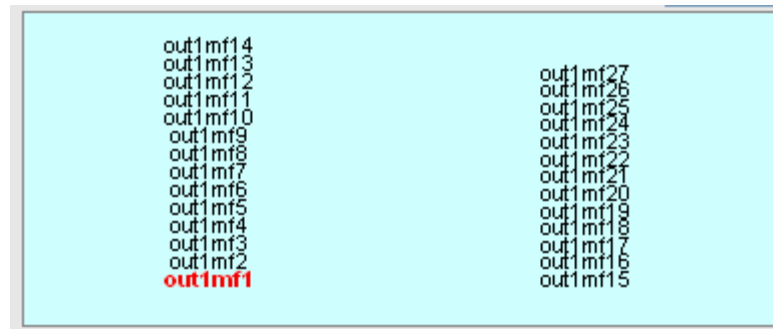 out1mf14
out1mf13
out1mf12
out1mf11
out1mf10
out1mf9
out1mf8
out1mf7
out1mf6
out1mf5
out1mf4
out1mf3
out1mf2
out1mf1
out1mf27
out1mf26
out1mf25
out1mf24
out1mf23
out1mf22
out1mf21
out1mf20
out1mf19
out1mf18
out1mf17
out1mf16
out1mf15